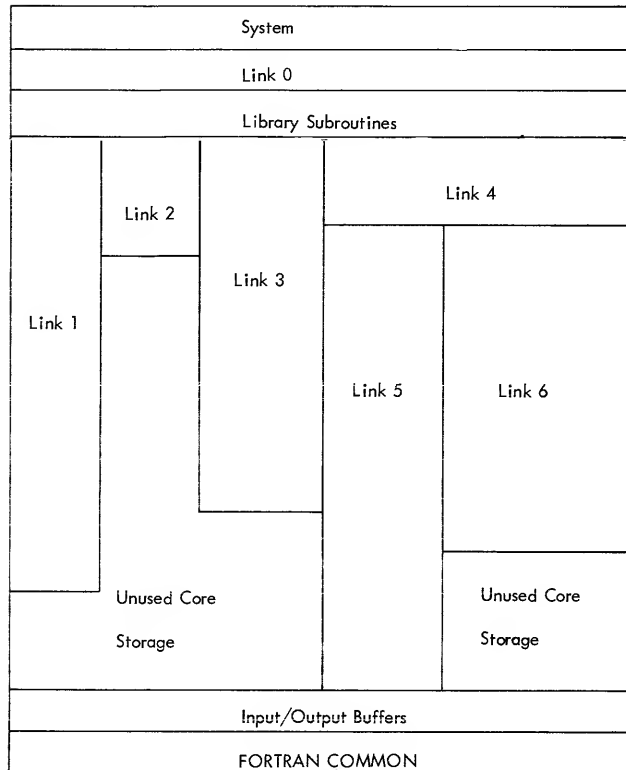 System
Link 0
Library Subroutines
Link 4
Link 2
Link 3
Link 1
Link 5
Link 6
Unused Core
Storage
Unused Core
Storage
Input/Output Buffers
FORTRAN COMMON